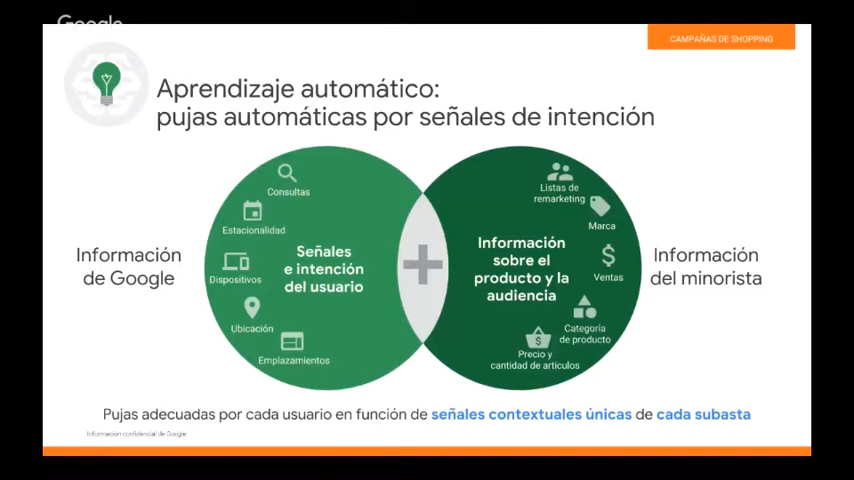 Google
CAMPAÑAS DE SHOPPING
Aprendizaje automático:
pujas automáticas por señales de intención
Información
de Google
Consultas
Estacionalidad
Dispositivos
Ubicación
Emplazamientos
Señales
e intención
del usuario
Información
sobre el
producto y la
audiencia
Listas de
remarketing
Marca
Ventas
Categoría
de producto
Precio y
cantidad de artículos
Información
del minorista
Pujas adecuadas por cada usuario en función de señales contextuales únicas de cada subasta
Información confidencial de Google